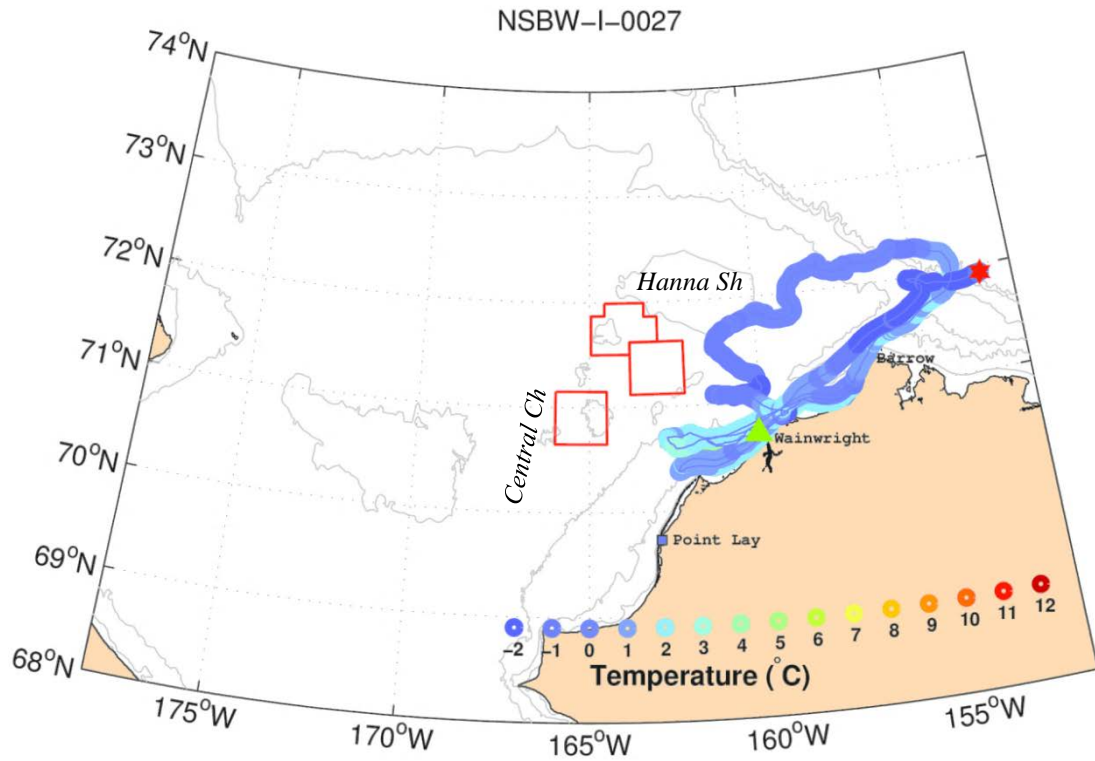 NSBW-I-0027
74°N
73°N
72°N
71°N
70°N
69°N
68°N
Hanna Sh
Central Ch
Barrow
Wainwright
Point Lay
-2 -1 0 1 2 3 4 5 6 7 8 9 10 11 12
Temperature (°C)
175°W 170°W 165°W 160°W 155°W